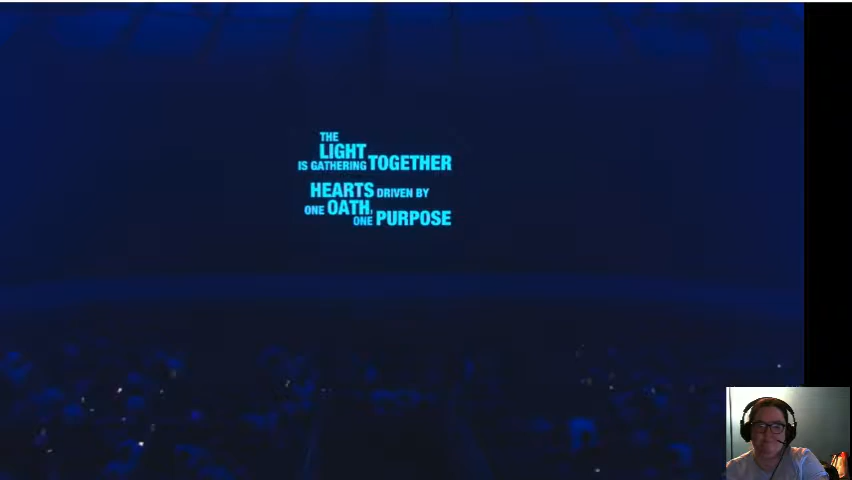 THE
LIGHT
IS GATHERING TOGETHER
HEARTS DRIVEN BY
ONE OATH,
ONE PURPOSE